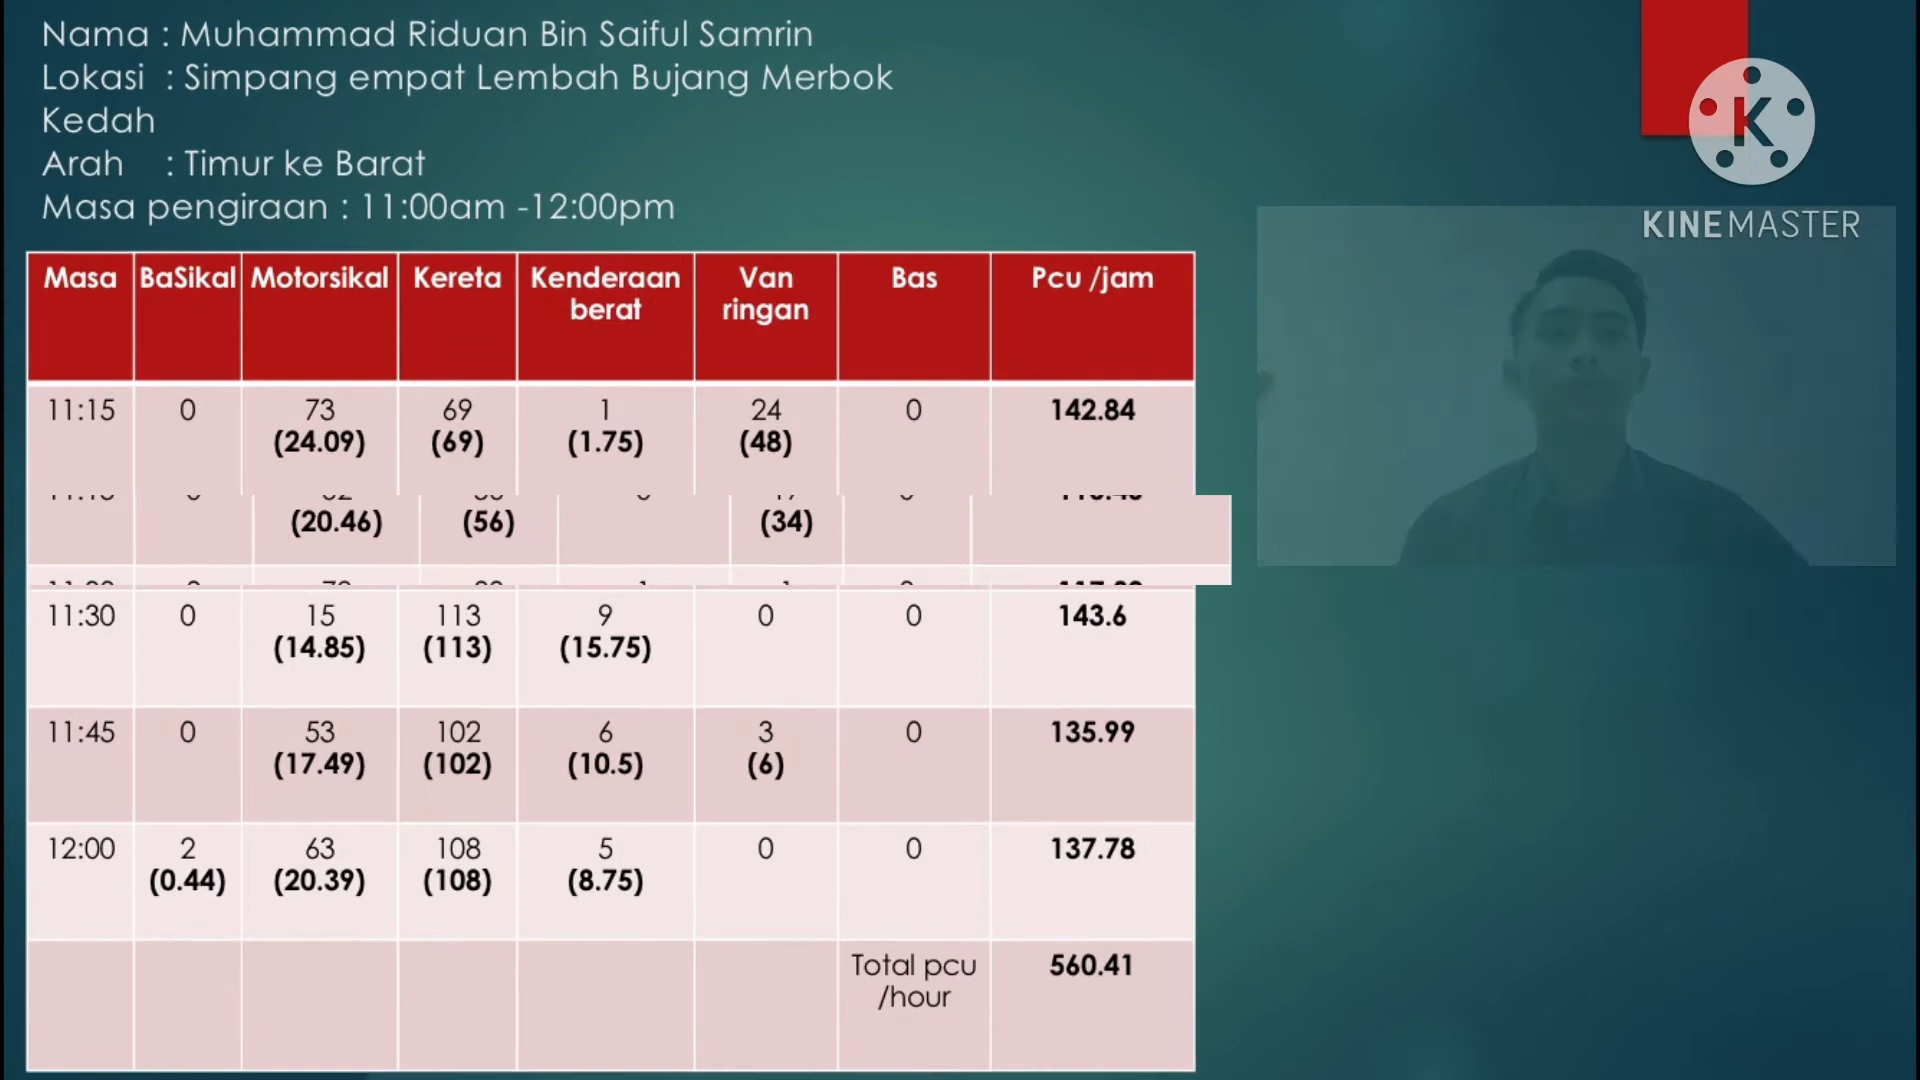 Nama : Muhammad Riduan Bin Saiful Samrin
Lokasi : Simpang empat Lembah Bujang Merbok
Kedah
Arah : Timur ke Barat
Masa pengiraan : 11:00am -12:00pm
KINEMASTER
Masa BaSikal Motorsikal Kereta Kenderaan berat Van ringan Bas Pcu /jam
11:15 0 73 69 1 24 0 142.84
(24.09) (69) (1.75) (48)
(20.46) (56) (34)
11:30 0 15 113 9 0 0 143.6
(14.85) (113) (15.75)
11:45 0 53 102 6 3 0 135.99
(17.49) (102) (10.5) (6)
12:00 2 63 108 5 0 0 137.78
(0.44) (20.39) (108) (8.75)
Total pcu 560.41
/hour